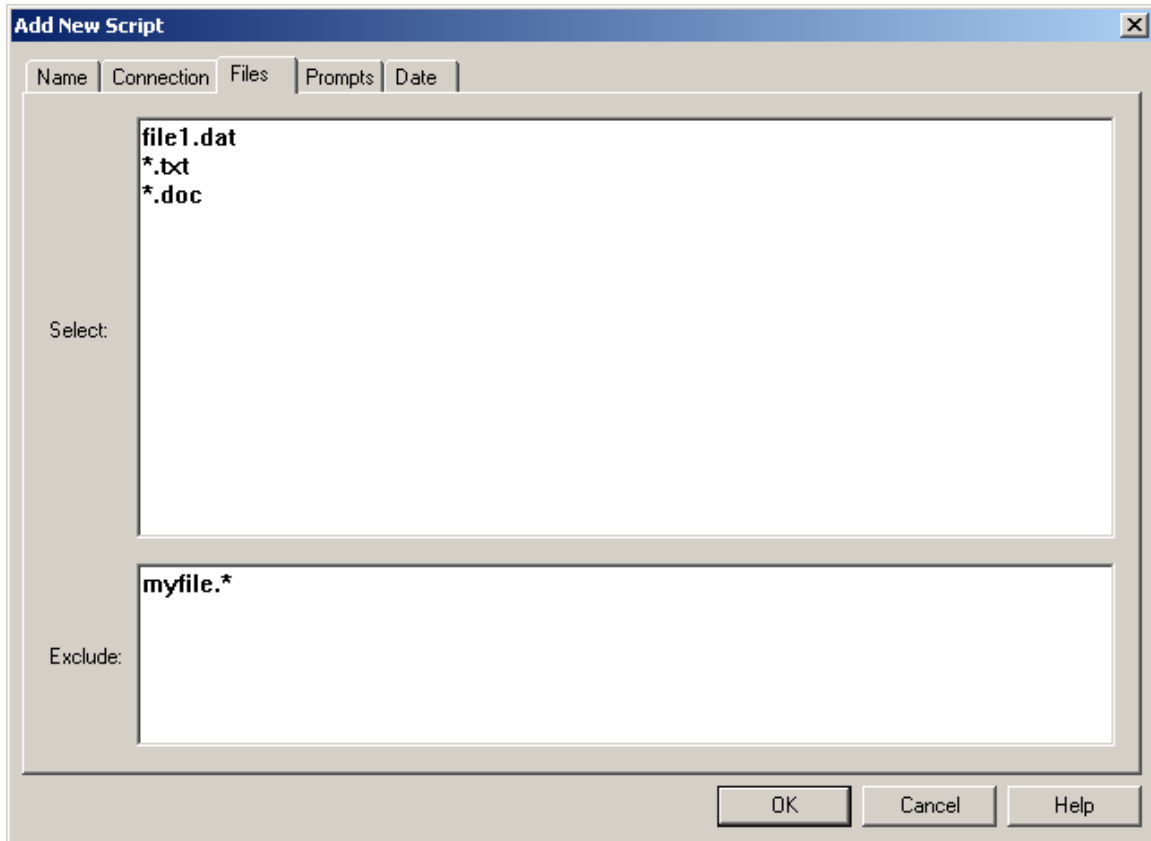 Add New Script
Name Connection Files Prompts Date
Select:
file1.dat
*.txt
*.doc
Exclude:
myfile.*
OK Cancel Help